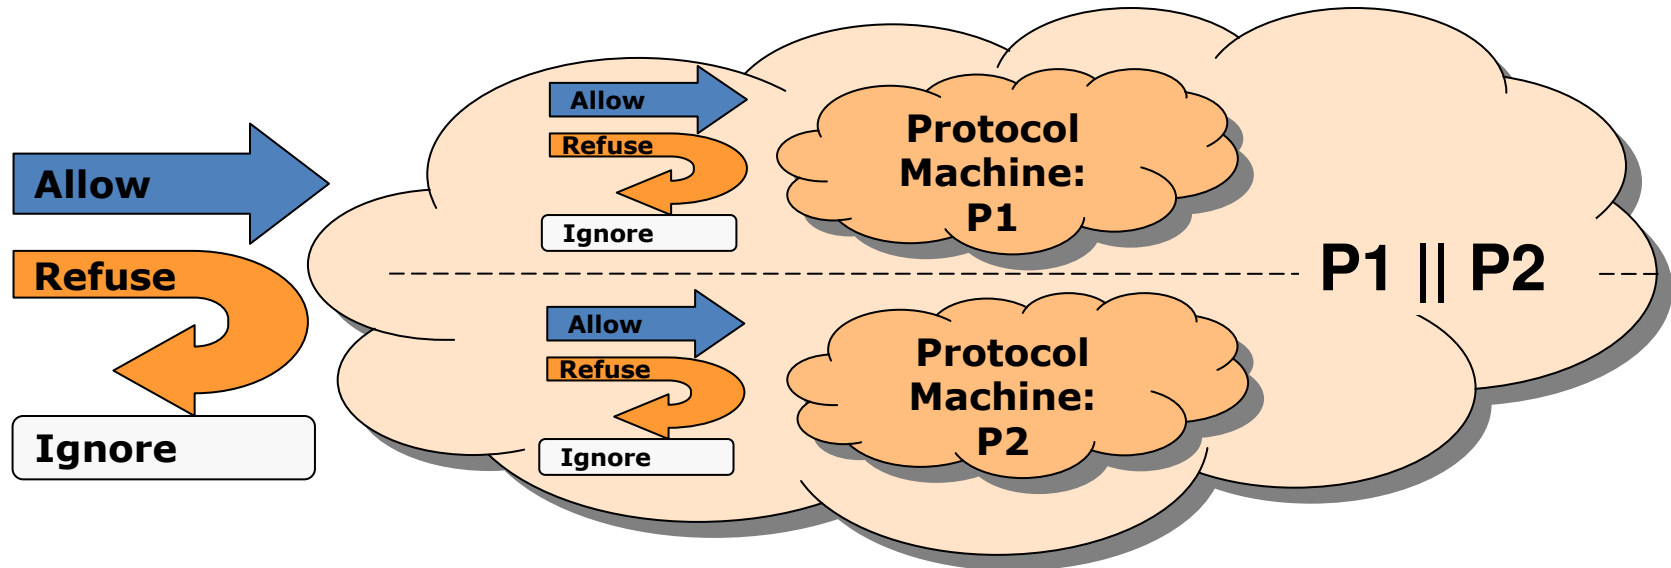 Allow
Refuse
Ignore
Allow
Refuse
Ignore
Protocol
Machine:
P1
P1 || P2
Allow
Refuse
Ignore
Protocol
Machine:
P2